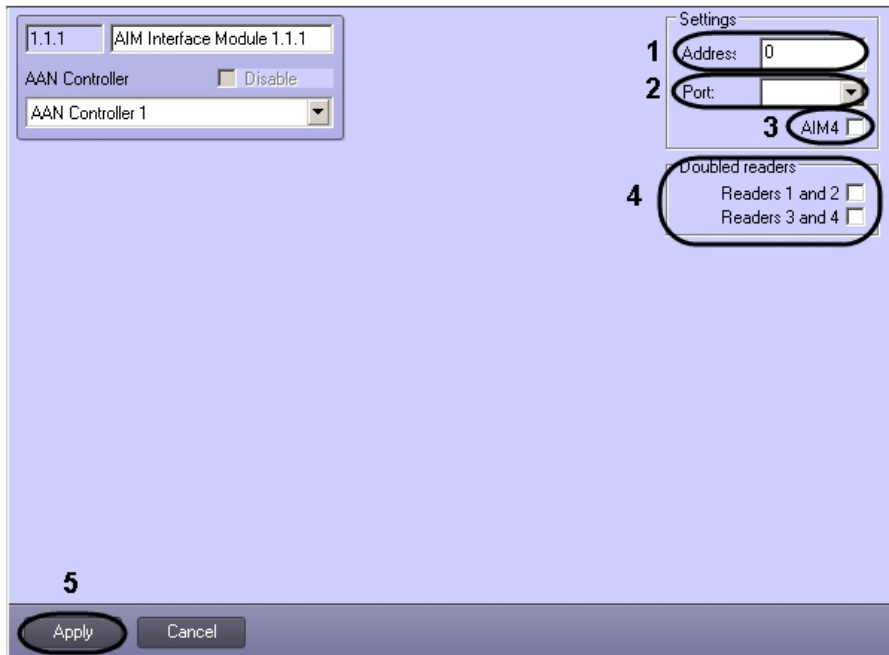 1.1.1 AIM Interface Module 1.1.1
AAN Controller Disable
AAN Controller 1
Settings
1 Address: 0
2 Port:
3 AIM4
Doubled readers
4 Readers 1 and 2
Readers 3 and 4
5
Apply Cancel